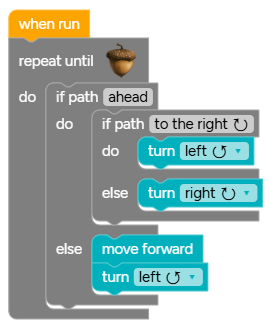 when run
repeat until
do if path ahead
do if path to the right ↻
do turn left ↺
else turn right ↻
else move forward
turn left ↺